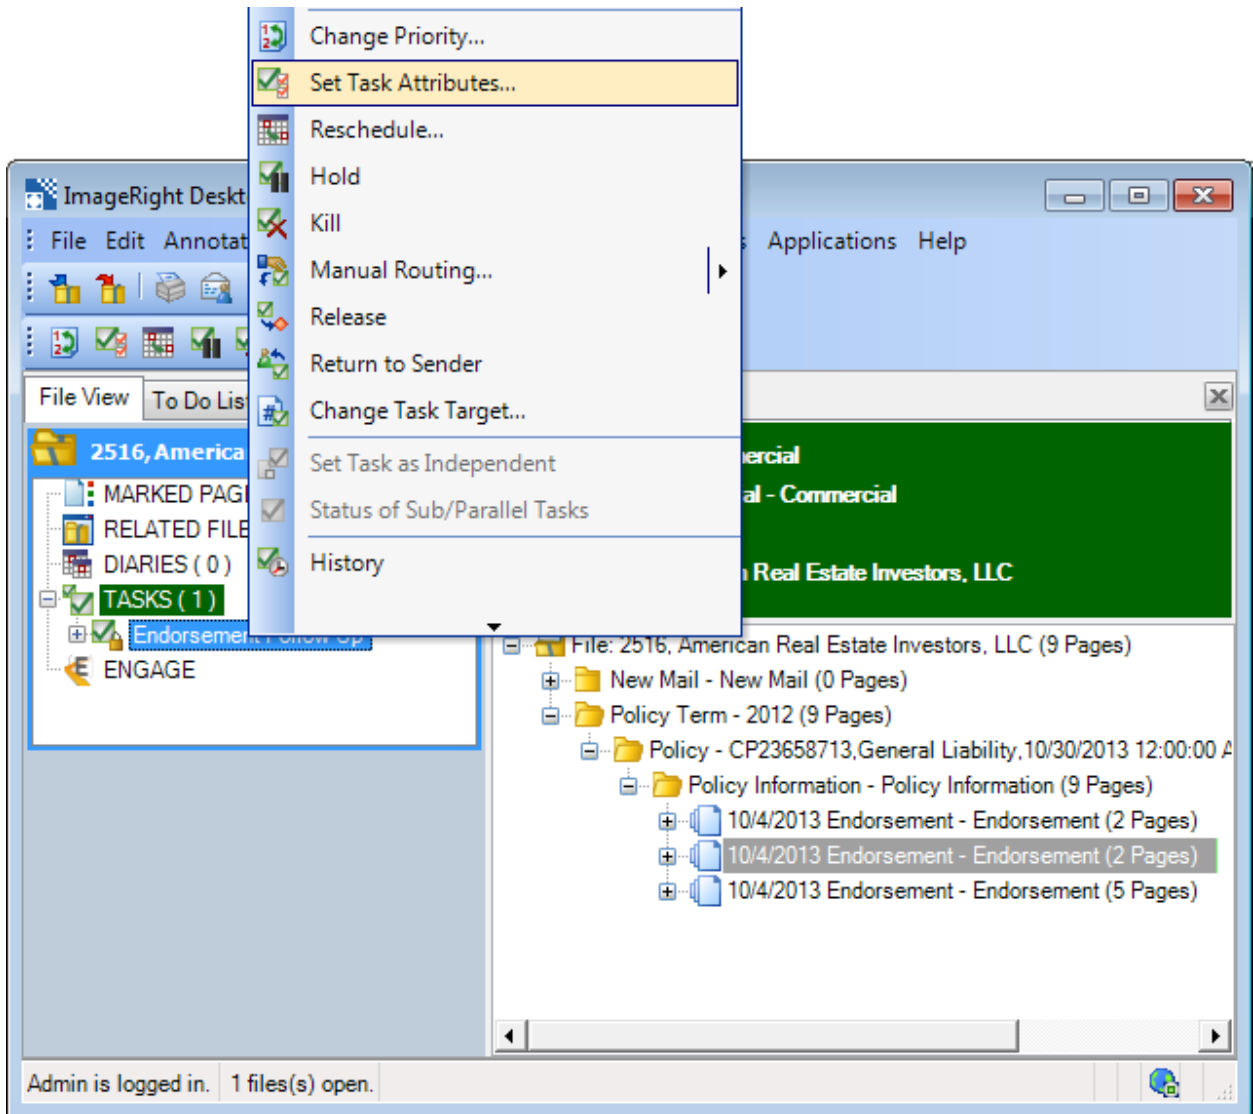 Change Priority...
Set Task Attributes...
Reschedule...
Hold
Kill
Manual Routing...
Release
Return to Sender
Change Task Target...
Set Task as Independent
Status of Sub/Parallel Tasks
History
ImageRight Deskt
File Edit Annotat
Applications Help
File View To Do Lis
2516, America
MARKED PAG
RELATED FILE
DIARIES ( 0 )
TASKS ( 1 )
Endorsement Follow Up
ENGAGE
ercial
al - Commercial
Real Estate Investors, LLC
File: 2516, American Real Estate Investors, LLC (9 Pages)
New Mail - New Mail (0 Pages)
Policy Term - 2012 (9 Pages)
Policy - CP23658713,General Liability,10/30/2013 12:00:00 A
Policy Information - Policy Information (9 Pages)
10/4/2013 Endorsement - Endorsement (2 Pages)
10/4/2013 Endorsement - Endorsement (2 Pages)
10/4/2013 Endorsement - Endorsement (5 Pages)
Admin is logged in. 1 files(s) open.